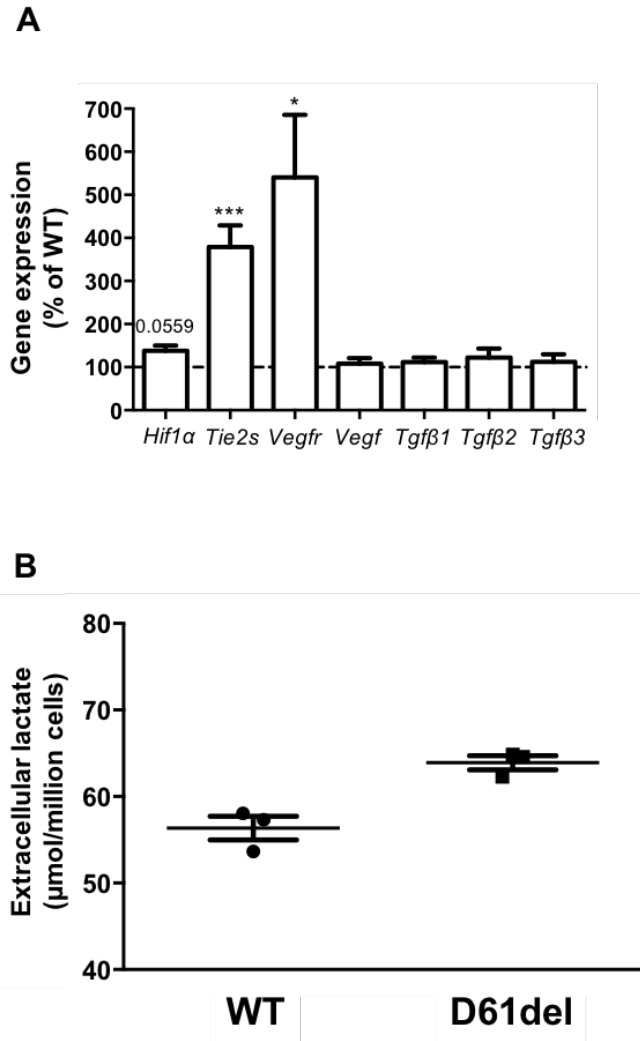 A
Gene expression
(% of WT)
700
600
500
400
300
200
100
0
0.0559
***
*
Hif1α Tie2s Vegfr Vegf Tgfβ1 Tgfβ2 Tgfβ3
B
Extracellular lactate
(μmol/million cells)
80
70
60
50
40
WT D61del